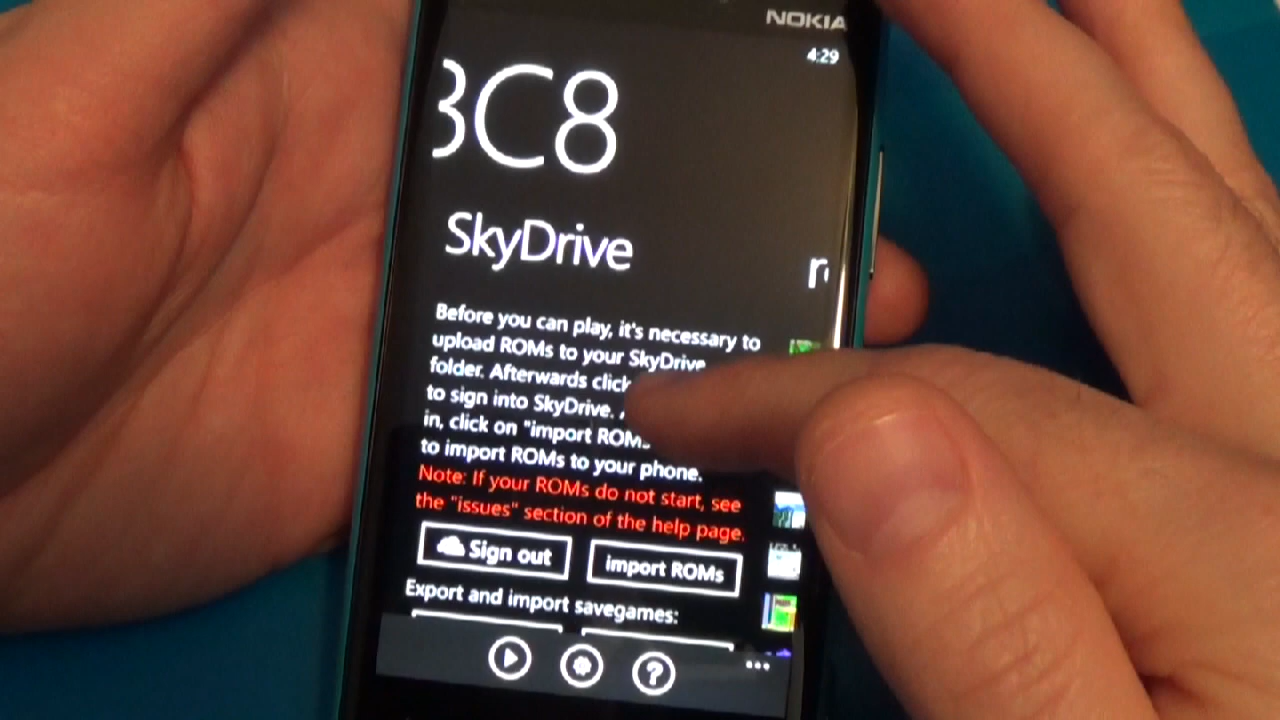 NOKIA
4:29
3C8
SkyDrive
Before you can play, it's necessary to
upload ROMs to your SkyDrive
folder. Afterwards click
to sign into SkyDrive.
in, click on "import ROMs
to import ROMs to your phone.
Note: If your ROMs do not start, see
the "issues" section of the help page.
Sign out
import ROMs
Export and import savegames: